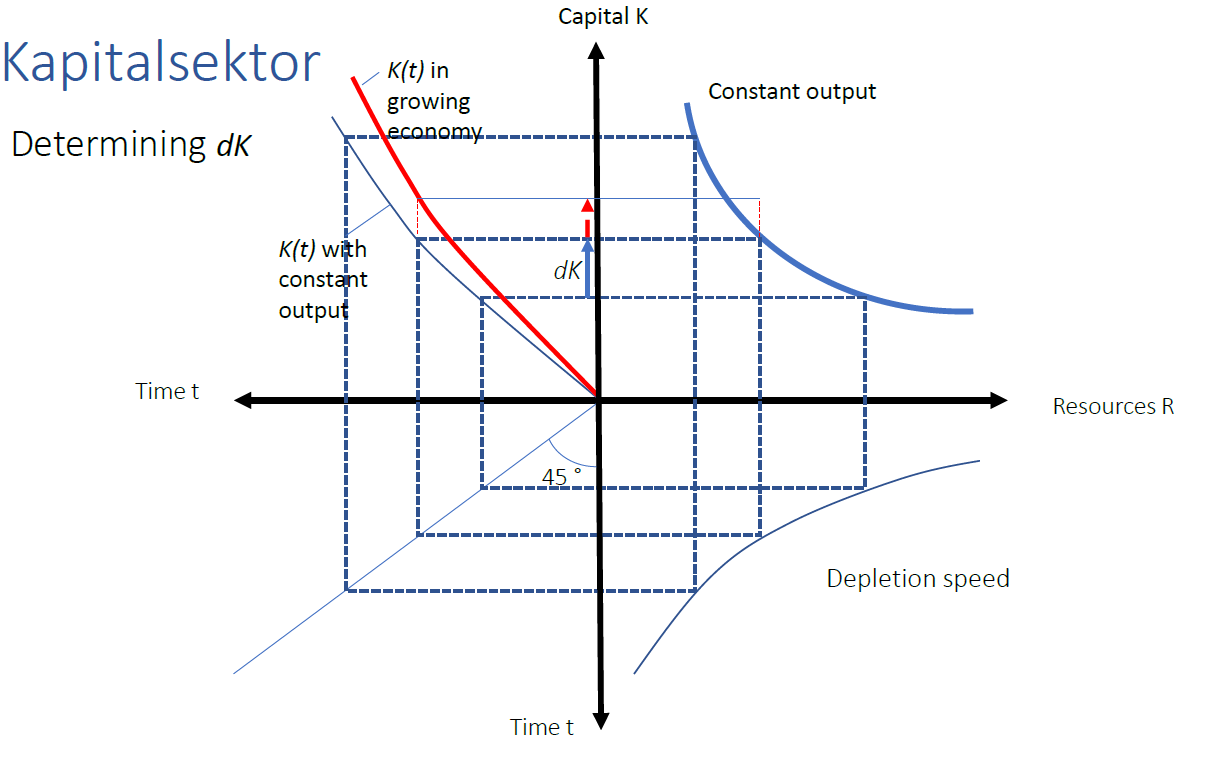 Capital K
Kapitalsektor
Determining dK
K(t) in
growing
economy
Constant output
K(t) with
constant
output
dK
Time t
Resources R
45 °
Depletion speed
Time t